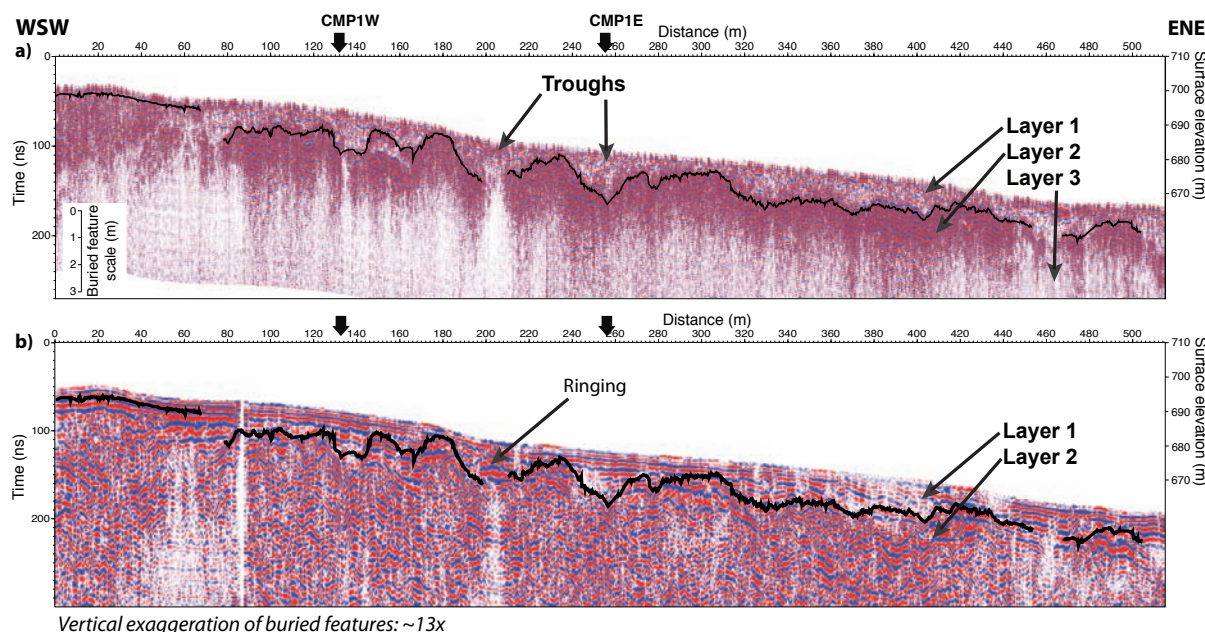 CMP1W CMP1E
WSW Distance (m) ENE
a)
20 40 60 80 100 120 140 160 180 200 220 240 260 280 300 320 340 360 380 400 420 440 460 480 500
0 710
Troughs
700
100 690
Layer 1
Layer 2 680
Layer 3
670
200
Time (ns)
Surface elevation (m)
0
1
2
3
Buried feature
scale (m)
Distance (m)
b)
0 20 40 60 80 100 120 140 160 180 200 220 240 260 280 300 320 340 360 380 400 420 440 460 480 500
0 710
700
Ringing
100 690
Layer 1
Layer 2 680
670
200
Time (ns)
Surface elevation (m)
Vertical exaggeration of buried features: ~13x